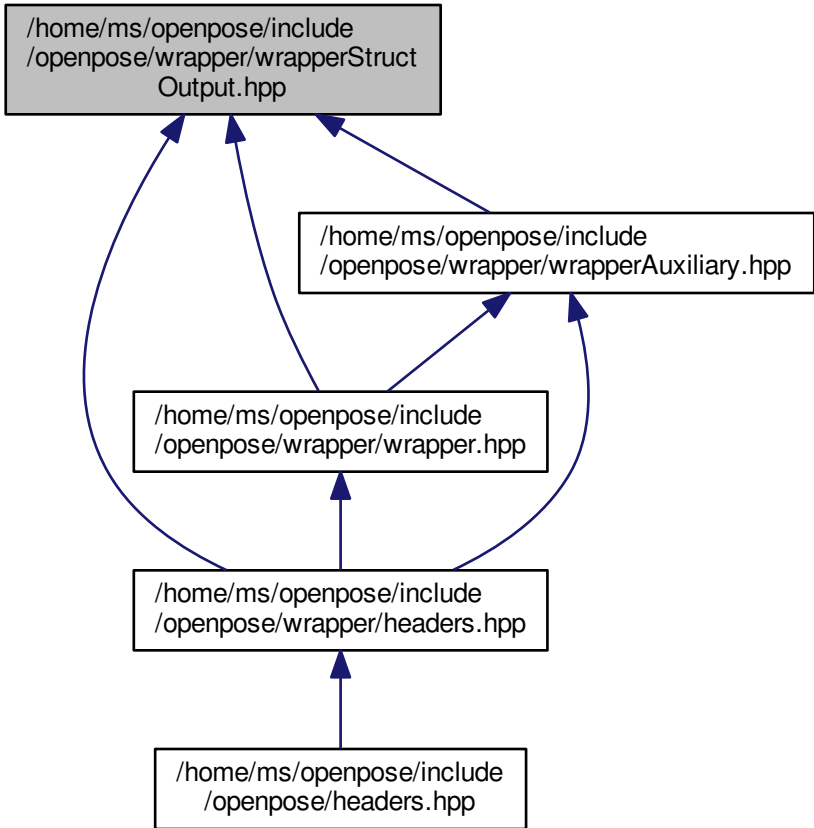 /home/ms/openpose/include
/openpose/wrapper/wrapperStruct
Output.hpp
/home/ms/openpose/include
/openpose/wrapper/wrapperAuxiliary.hpp
/home/ms/openpose/include
/openpose/wrapper/wrapper.hpp
/home/ms/openpose/include
/openpose/wrapper/headers.hpp
/home/ms/openpose/include
/openpose/headers.hpp